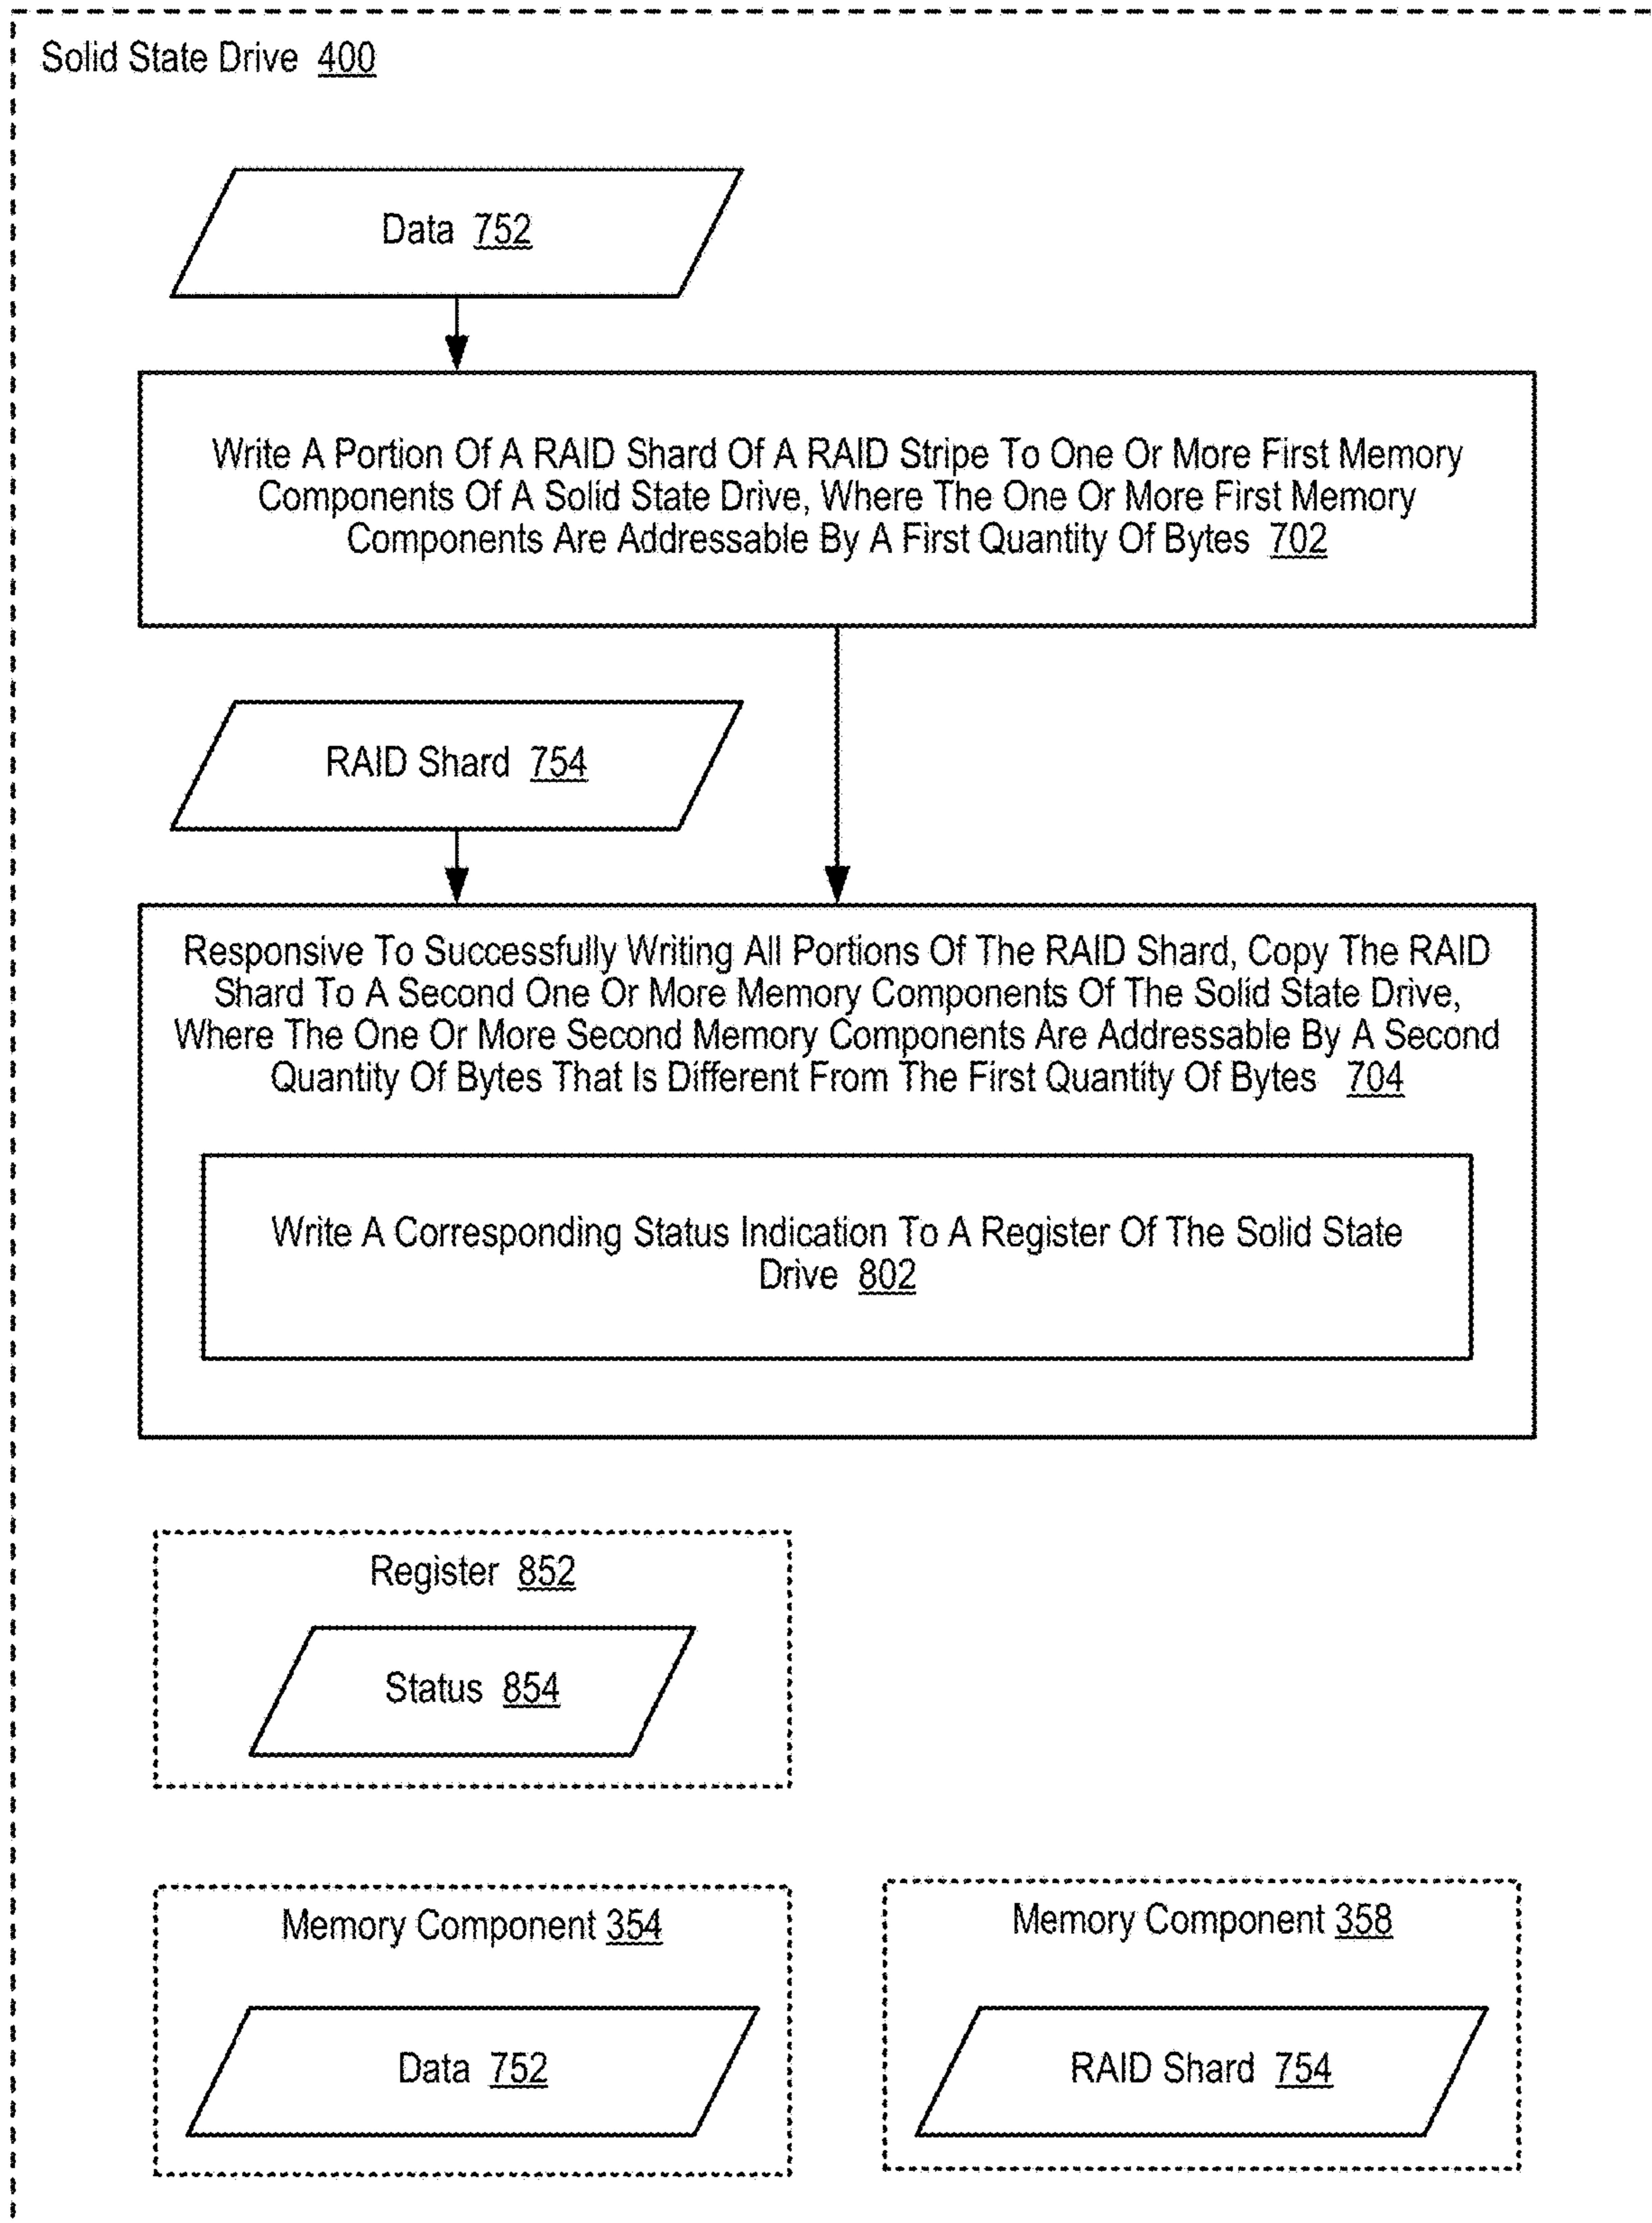 Solid State Drive 400
Data 752
Write A Portion Of A RAID Shard Of A RAID Stripe To One Or More First Memory
Components Of A Solid State Drive, Where The One Or More First Memory
Components Are Addressable By A First Quantity Of Bytes 702
RAID Shard 754
Responsive To Successfully Writing All Portions Of The RAID Shard, Copy The RAID
Shard To A Second One Or More Memory Components Of The Solid State Drive,
Where The One Or More Second Memory Components Are Addressable By A Second
Quantity Of Bytes That Is Different From The First Quantity Of Bytes 704
Write A Corresponding Status Indication To A Register Of The Solid State
Drive 802
Register 852
Status 854
Memory Component 354
Data 752
Memory Component 358
RAID Shard 754